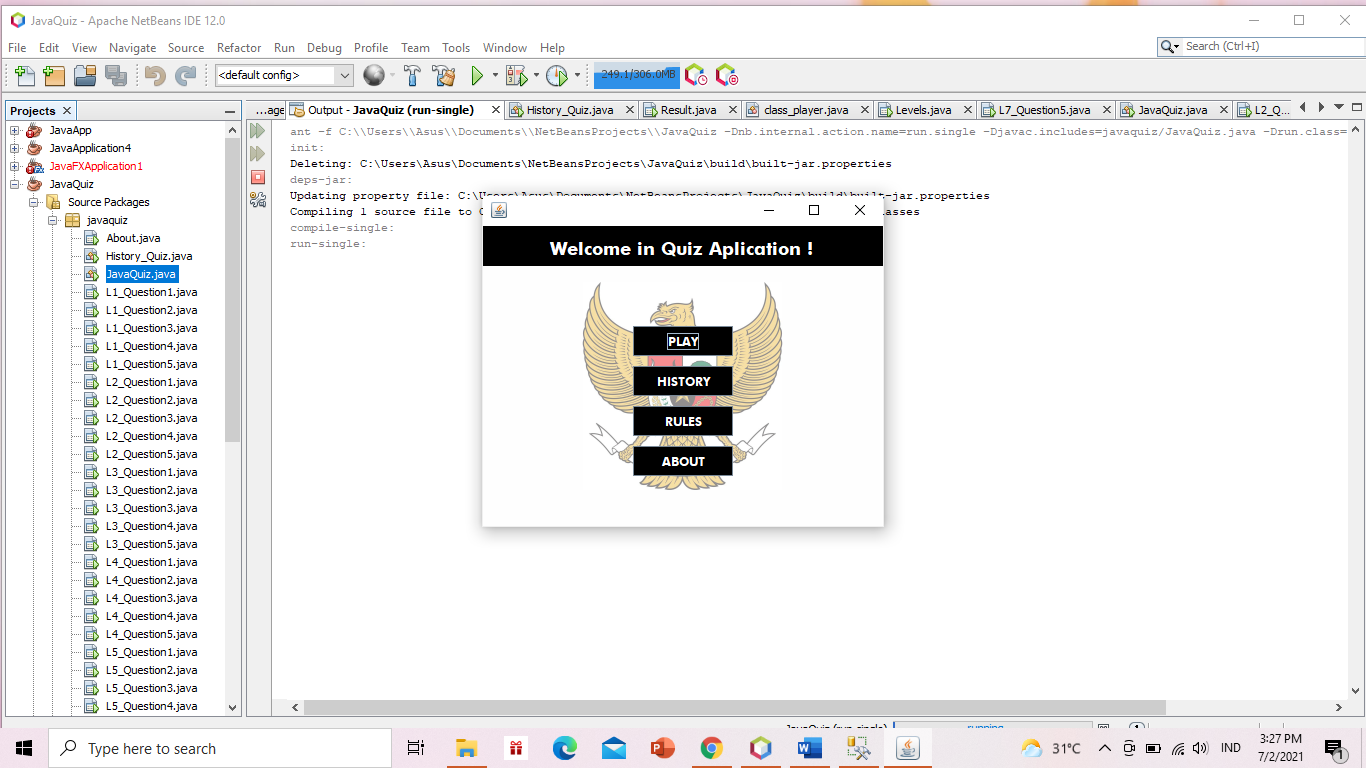 JavaQuiz - Apache NetBeans IDE 12.0
File Edit View Navigate Source Refactor Run Debug Profile Team Tools Window Help
Search (Ctrl+I)
<default config>
249.1/306.0MB
Projects
...age
Output - JavaQuiz (run-single)
History_Quiz.java
Result.java
class_player.java
Levels.java
L7_Question5.java
JavaQuiz.java
L2_Q...
JavaApp
JavaApplication4
JavaFXApplication1
JavaQuiz
Source Packages
javaquiz
About.java
History_Quiz.java
JavaQuiz.java
L1_Question1.java
L1_Question2.java
L1_Question3.java
L1_Question4.java
L1_Question5.java
L2_Question1.java
L2_Question2.java
L2_Question3.java
L2_Question4.java
L2_Question5.java
L3_Question1.java
L3_Question2.java
L3_Question3.java
L3_Question4.java
L3_Question5.java
L4_Question1.java
L4_Question2.java
L4_Question3.java
L4_Question4.java
L4_Question5.java
L5_Question1.java
L5_Question2.java
L5_Question3.java
L5_Question4.java
ant -f C:\\Users\\Asus\\Documents\\NetBeansProjects\\JavaQuiz -Dnb.internal.action.name=run.single -Djavac.includes=javaquiz/JavaQuiz.java -Drun.class=
init:
Deleting: C:\Users\Asus\Documents\NetBeansProjects\JavaQuiz\build\built-jar.properties
deps-jar:
Updating property file: C:\Users\Asus\Documents\NetBeansProjects\JavaQuiz\build\built-jar.properties
Compiling 1 source file to
compile-single:
run-single:
Welcome in Quiz Aplication !
PLAY
HISTORY
RULES
ABOUT
JavaQuiz (run-single)
running...
Type here to search
31°C
IND
3:27 PM
7/2/2021
1